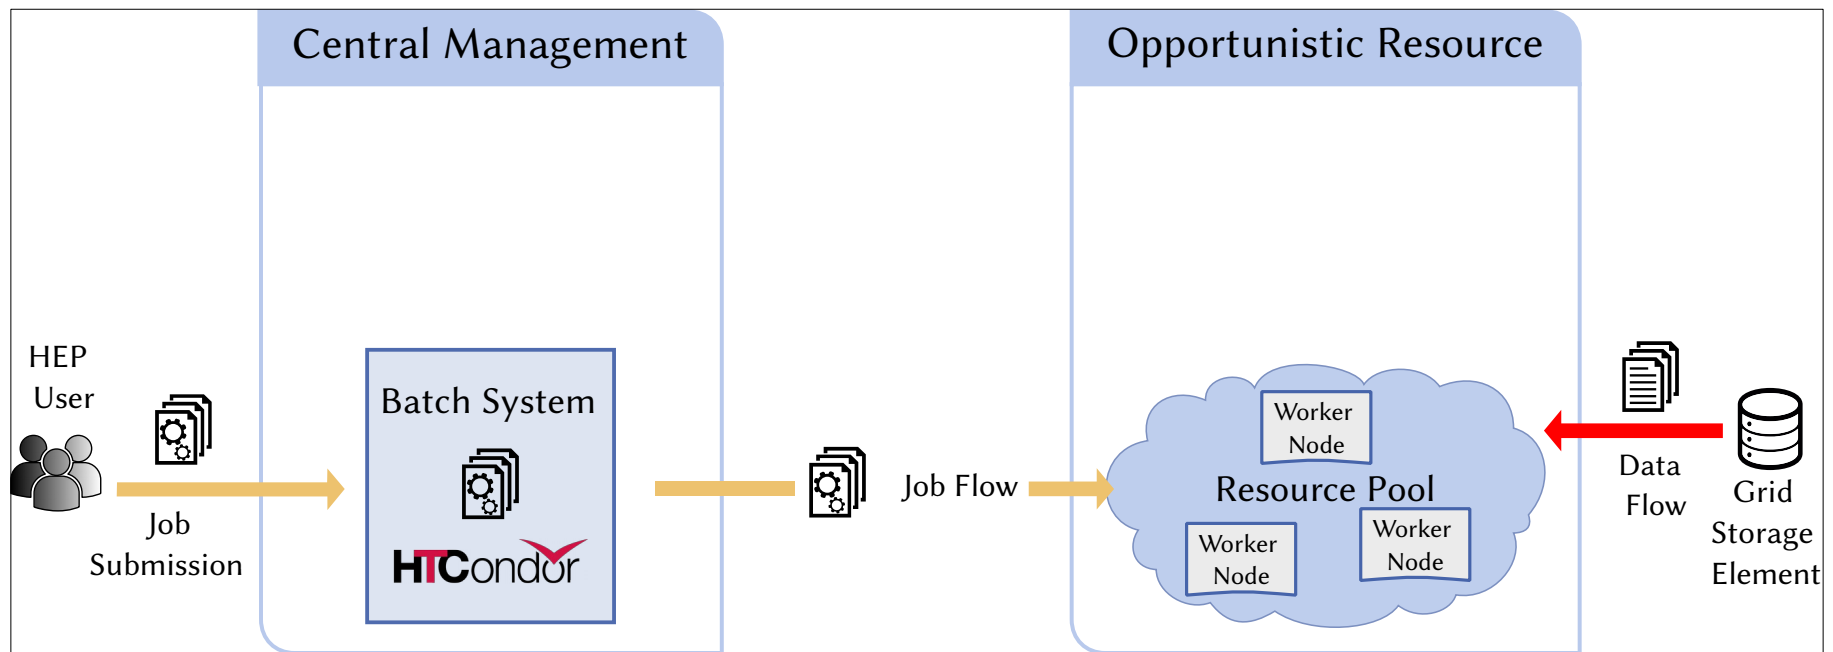 Central Management
Opportunistic Resource
HEP
User
Job
Submission
Batch System
HTCondor
Job Flow
Worker
Node
Resource Pool
Worker
Node
Worker
Node
Data
Flow
Grid
Storage
Element